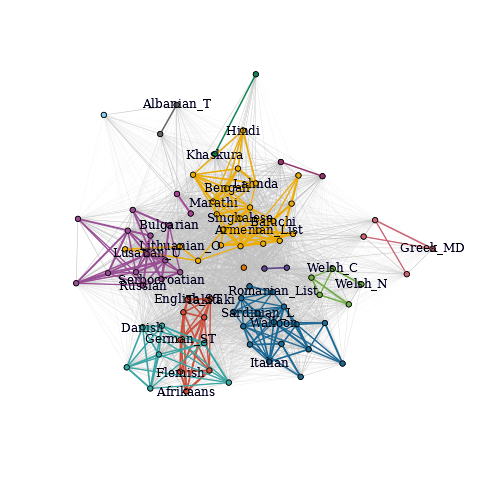 Albanian_T
Hindi
Khaskura
Lahnda
Bengali
Marathi
Singhalese
Baluchi
Bulgarian
Armenian_List
Lithuanian_O
Lusatian_U
Greek_MD
Welsh_C
Serbocroatian
Welsh_N
Russian
Romanian_List
English_ST
Sardinian_L
Walloon
Danish
German_ST
Italian
Flemish
Afrikaans